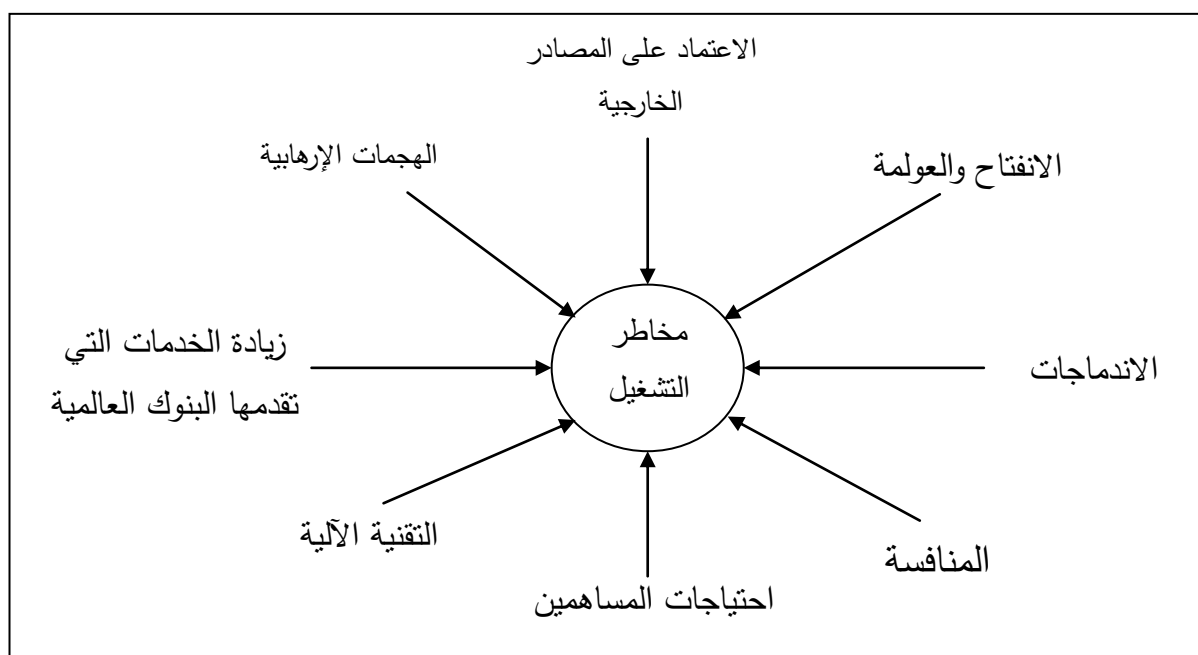 الاعتماد على المصادر
الخارجية
الانفتاح والعولمة
الهجمات الإرهابية
مخاطر
التشغيل
الاندماجات
زيادة الخدمات التي
تقدمها البنوك العالمية
المنافسة
التقنية الآلية
احتياجات المساهمين